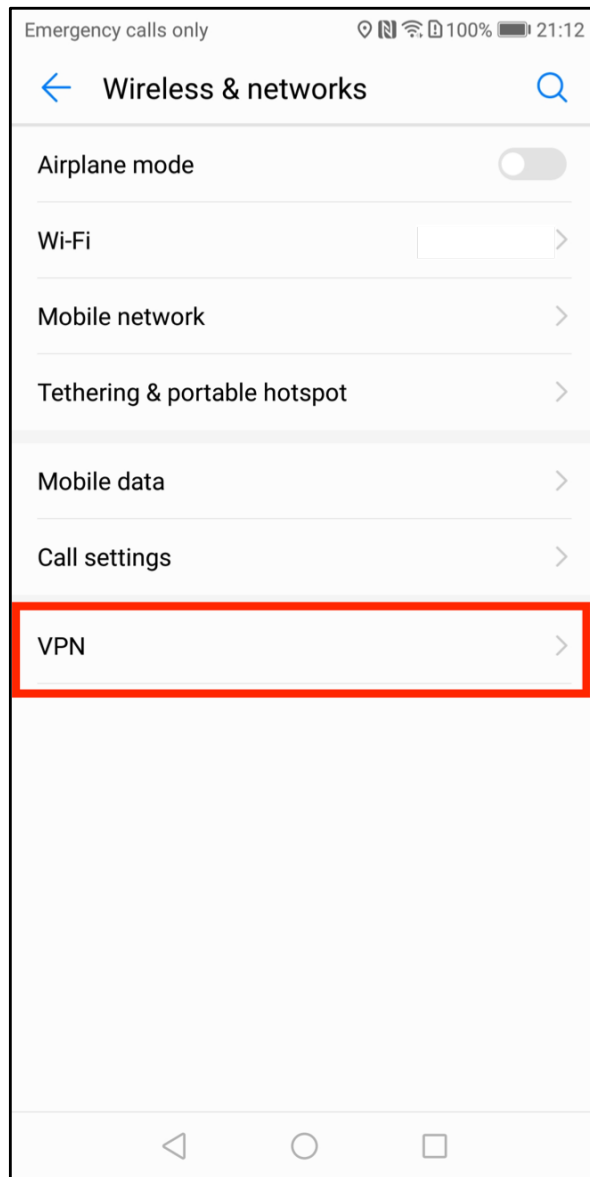 Emergency calls only 100% 21:12
Wireless & networks
Airplane mode
Wi-Fi
Mobile network
Tethering & portable hotspot
Mobile data
Call settings
VPN